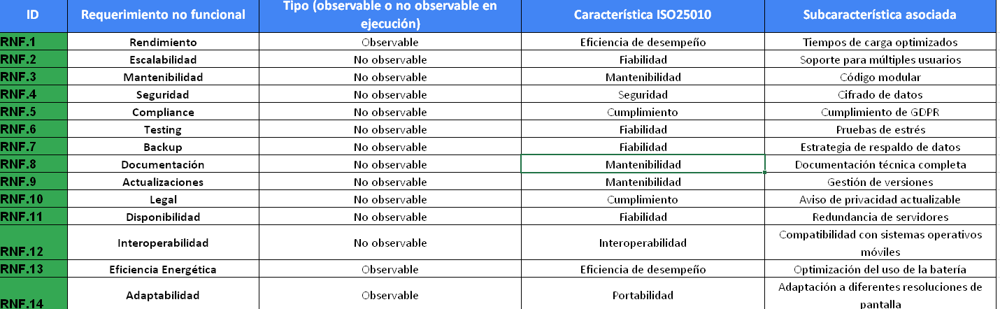 ID Requerimiento no funcional Tipo (observable o no observable en ejecución) Característica ISO25010 Subcaracterística asociada
RNF.1 Rendimiento Observable Eficiencia de desempeño Tiempos de carga optimizados
RNF.2 Escalabilidad No observable Fiabilidad Soporte para múltiples usuarios
RNF.3 Mantenibilidad No observable Mantenibilidad Código modular
RNF.4 Seguridad No observable Seguridad Cifrado de datos
RNF.5 Compliance No observable Cumplimiento Cumplimiento de GDPR
RNF.6 Testing No observable Fiabilidad Pruebas de estrés
RNF.7 Backup No observable Fiabilidad Estrategia de respaldo de datos
RNF.8 Documentación No observable Mantenibilidad Documentación técnica completa
RNF.9 Actualizaciones No observable Mantenibilidad Gestión de versiones
RNF.10 Legal No observable Cumplimiento Aviso de privacidad actualizable
RNF.11 Disponibilidad No observable Fiabilidad Redundancia de servidores
RNF.12 Interoperabilidad No observable Interoperabilidad Compatibilidad con sistemas operativos móviles
RNF.13 Eficiencia Energética Observable Eficiencia de desempeño Optimización del uso de la batería
RNF.14 Adaptabilidad Observable Portabilidad Adaptación a diferentes resoluciones de pantalla